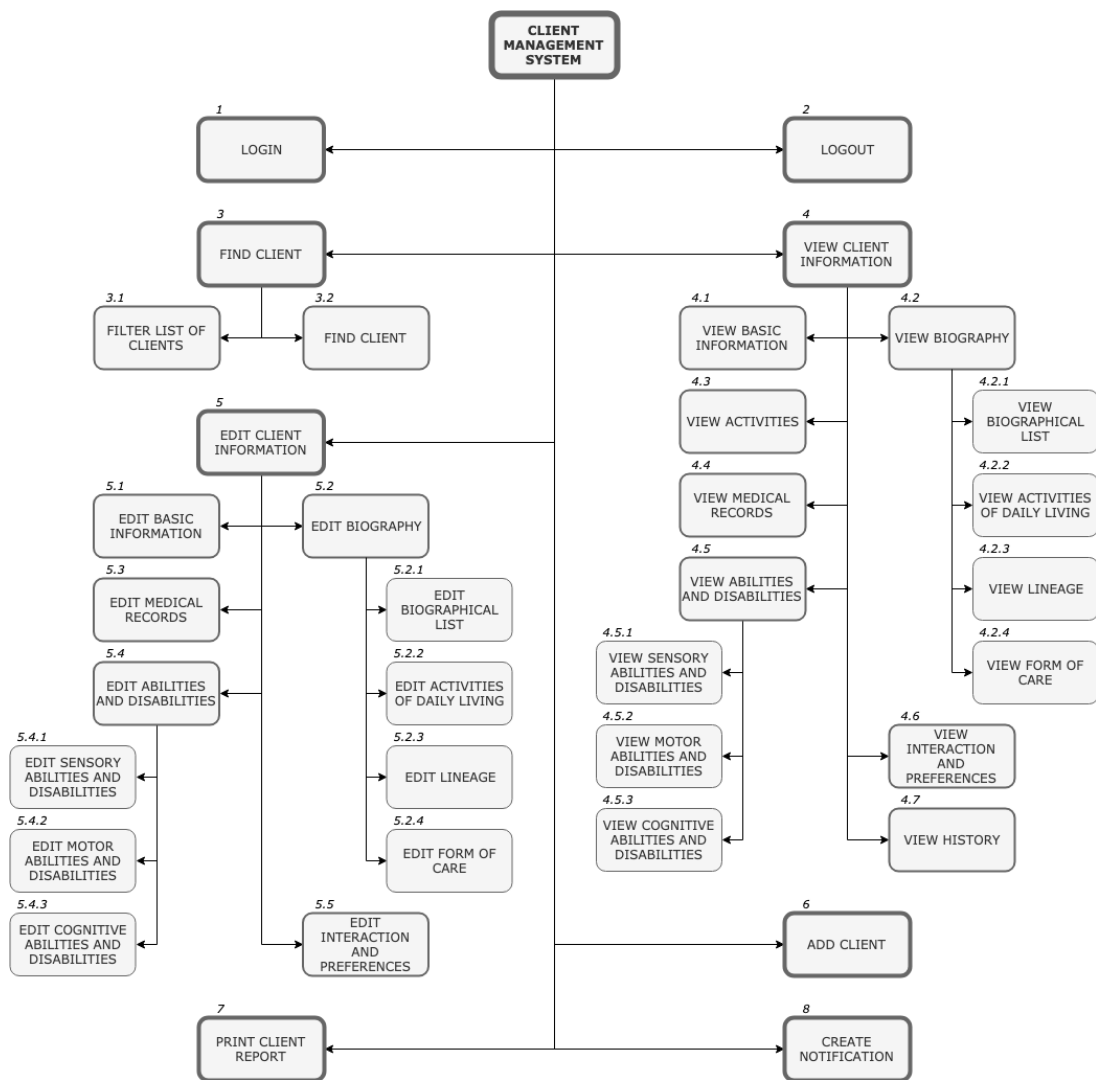 CLIENT
MANAGEMENT
SYSTEM
1
LOGIN
2
LOGOUT
3
FIND CLIENT
4
VIEW CLIENT
INFORMATION
3.1
FILTER LIST OF
CLIENTS
3.2
FIND CLIENT
4.1
VIEW BASIC
INFORMATION
4.2
VIEW BIOGRAPHY
4.3
VIEW ACTIVITIES
4.2.1
VIEW
BIOGRAPHICAL
LIST
5
EDIT CLIENT
INFORMATION
4.4
VIEW MEDICAL
RECORDS
4.2.2
VIEW ACTIVITIES
OF DAILY LIVING
5.1
EDIT BASIC
INFORMATION
5.2
EDIT BIOGRAPHY
4.5
VIEW ABILITIES
AND DISABILITIES
4.2.3
VIEW LINEAGE
5.3
EDIT MEDICAL
RECORDS
5.2.1
EDIT
BIOGRAPHICAL
LIST
4.5.1
VIEW SENSORY
ABILITIES AND
DISABILITIES
4.2.4
VIEW FORM OF
CARE
5.4
EDIT ABILITIES
AND DISABILITIES
5.2.2
EDIT ACTIVITIES
OF DAILY LIVING
4.5.2
VIEW MOTOR
ABILITIES AND
DISABILITIES
4.6
VIEW
INTERACTION
AND
PREFERENCES
5.4.1
EDIT SENSORY
ABILITIES AND
DISABILITIES
5.2.3
EDIT LINEAGE
4.5.3
VIEW COGNITIVE
ABILITIES AND
DISABILITIES
4.7
VIEW HISTORY
5.4.2
EDIT MOTOR
ABILITIES AND
DISABILITIES
5.2.4
EDIT FORM OF
CARE
5.4.3
EDIT COGNITIVE
ABILITIES AND
DISABILITIES
5.5
EDIT
INTERACTION
AND
PREFERENCES
6
ADD CLIENT
7
PRINT CLIENT
REPORT
8
CREATE
NOTIFICATION